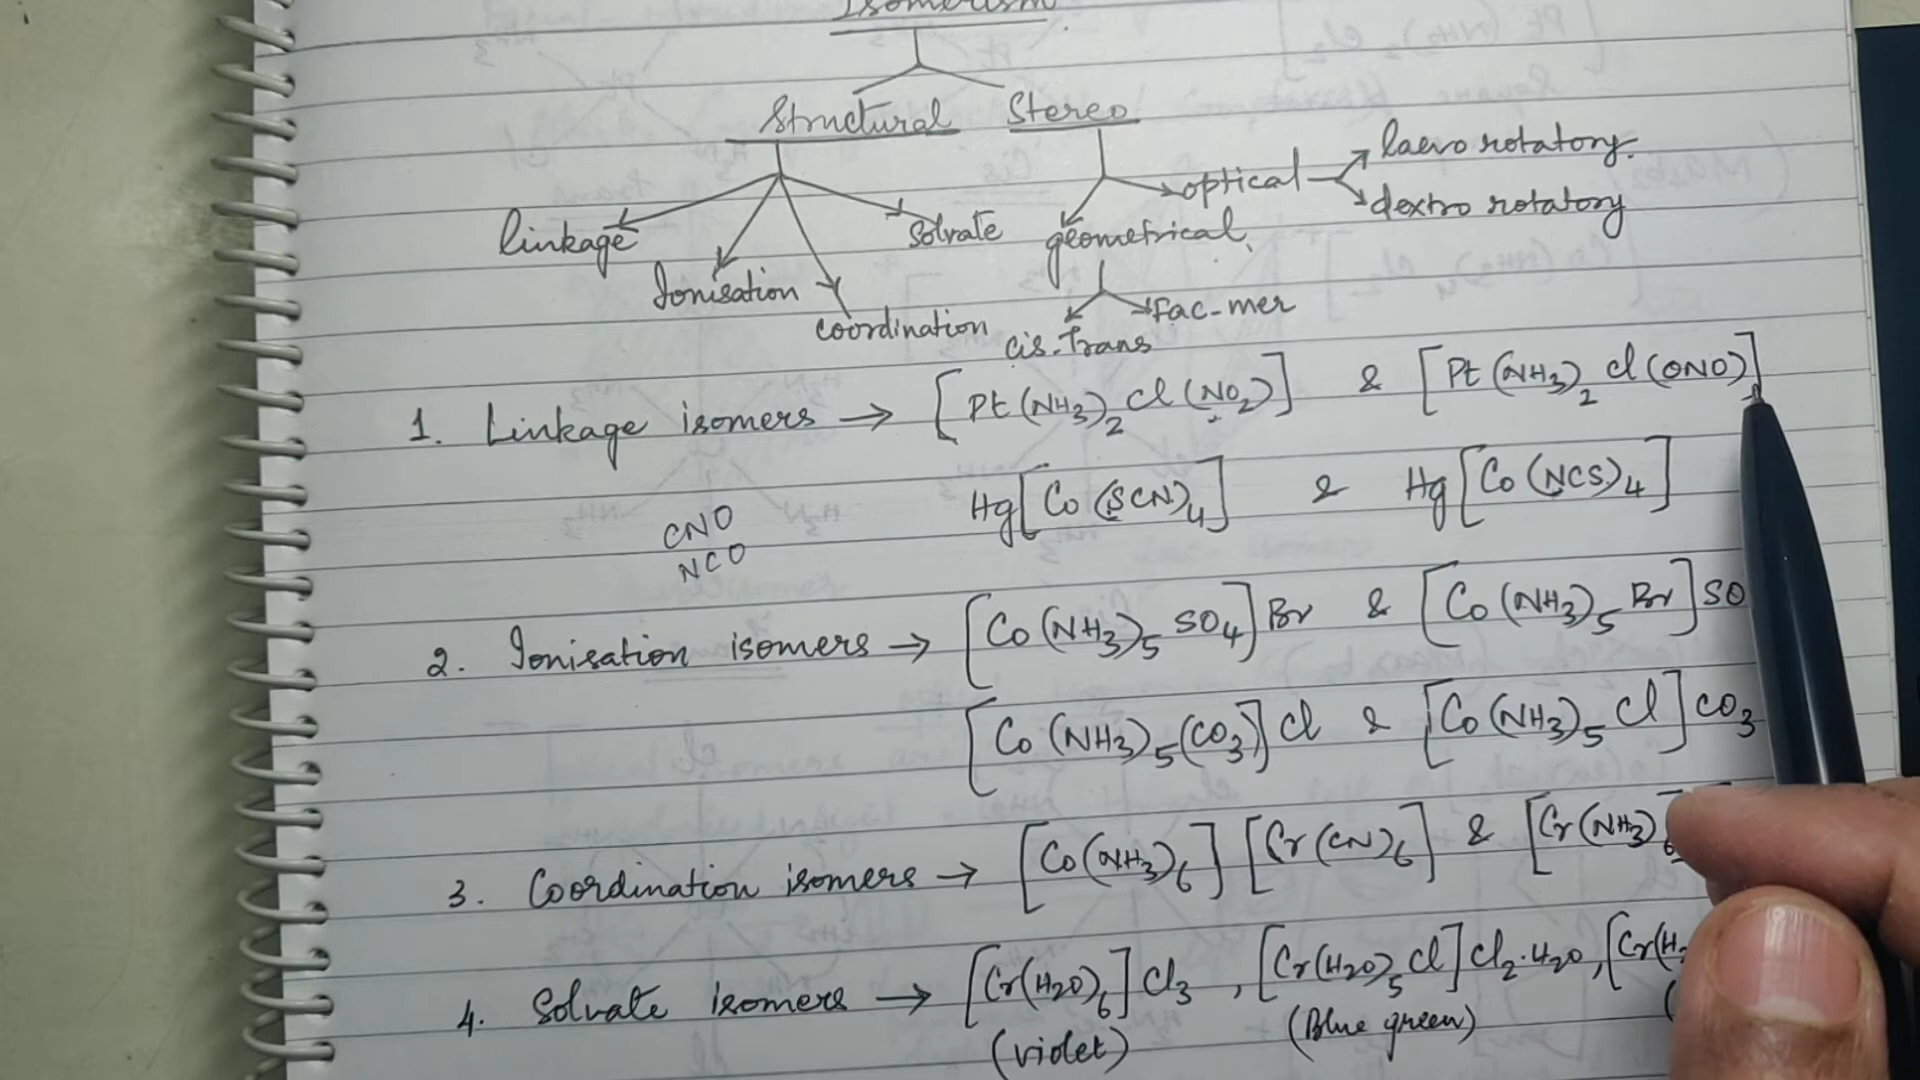 Isomerism
Structural Stereo
laevo rotatory.
optical
dextro rotatory
linkage
solvate
geometrical
Ionisation
fac-mer
coordination
cis-Trans
1. Linkage isomers → [Pt(NH3)2Cl(NO2)] & [Pt(NH3)2Cl(ONO)]
Hg[Co(SCN)4] & Hg[Co(NCS)4]
CNO
NCO
2. Ionisation isomers → [Co(NH3)5SO4]Br & [Co(NH3)5Br]SO
[Co(NH3)5(CO3)]Cl & [Co(NH3)5Cl]CO3
3. Coordination isomers → [Co(NH3)6][Cr(CN)6] & [Cr(NH3)6
4. Solvate isomers → [Cr(H2O)6]Cl3, [Cr(H2O)5Cl]Cl2.H2O, [Cr(H2
(violet) (Blue green) (